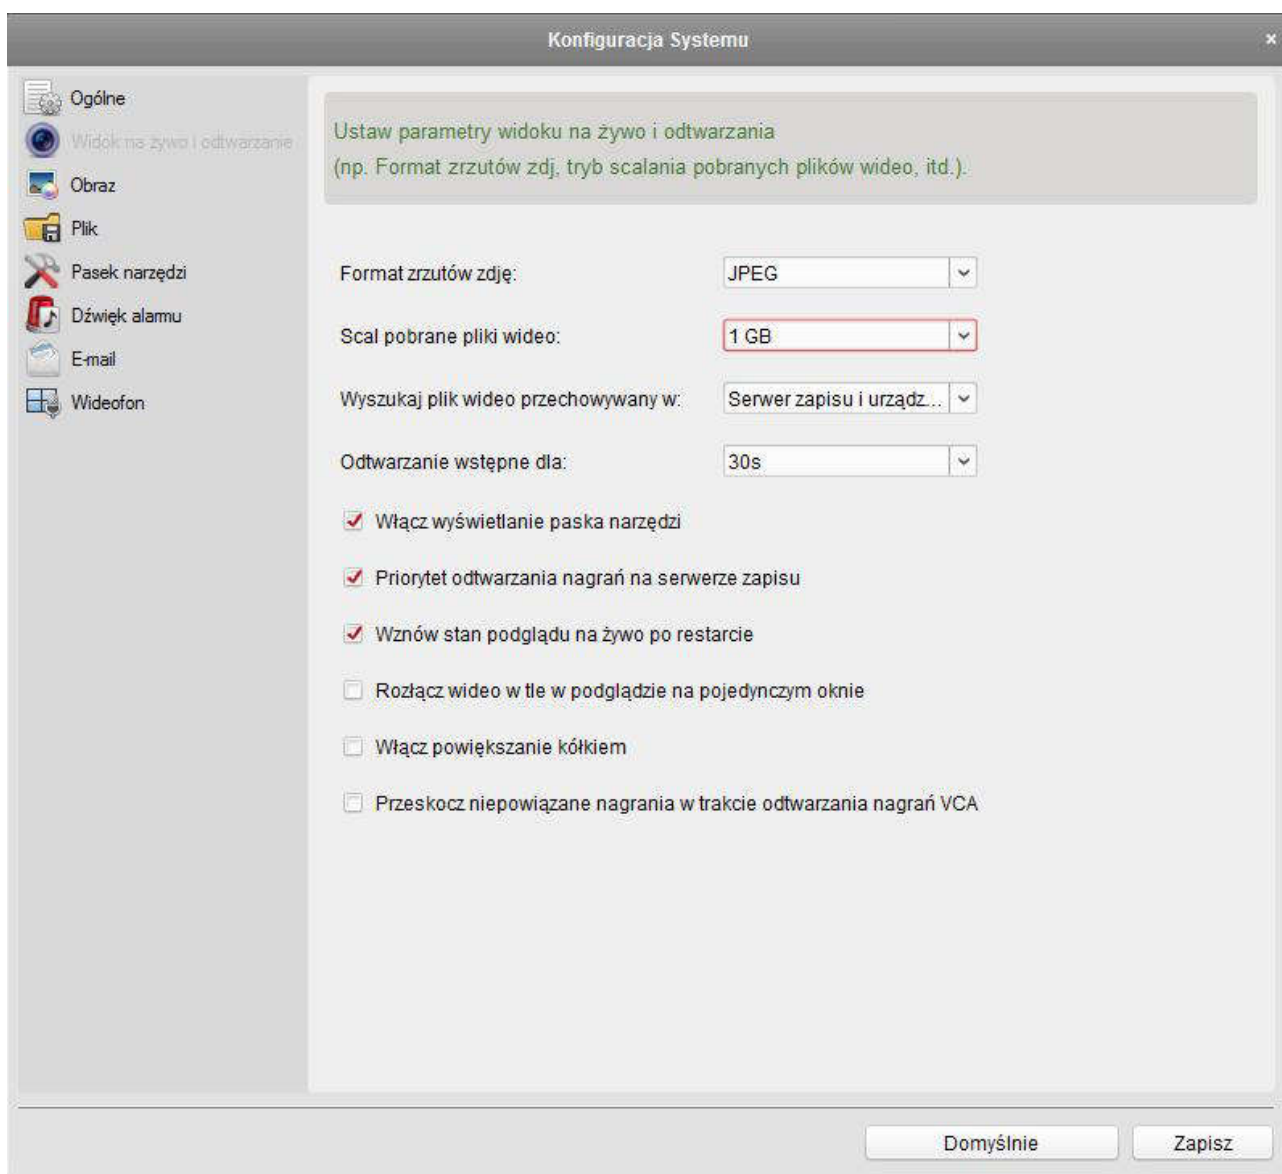 Konfiguracja Systemu
Ogólne
Widok na żywo i odtwarzanie
Obraz
Plik
Pasek narzędzi
Dźwięk alarmu
E-mail
Wideofon
Ustaw parametry widoku na żywo i odtwarzania
(np. Format zrzutów zdj, tryb scalania pobranych plików wideo, itd.).
Format zrzutów zdję: JPEG
Scal pobrane pliki wideo: 1 GB
Wyszukaj plik wideo przechowywany w: Serwer zapisu i urządz...
Odtwarzanie wstępne dla: 30s
Włącz wyświetlanie paska narzędzi
Priorytet odtwarzania nagrań na serwerze zapisu
Wznów stan podglądu na żywo po restarcie
Rozłącz wideo w tle w podglądzie na pojedynczym oknie
Włącz powiększanie kółkiem
Przeskocz niepowiązane nagrania w trakcie odtwarzania nagrań VCA
Domyślnie Zapisz